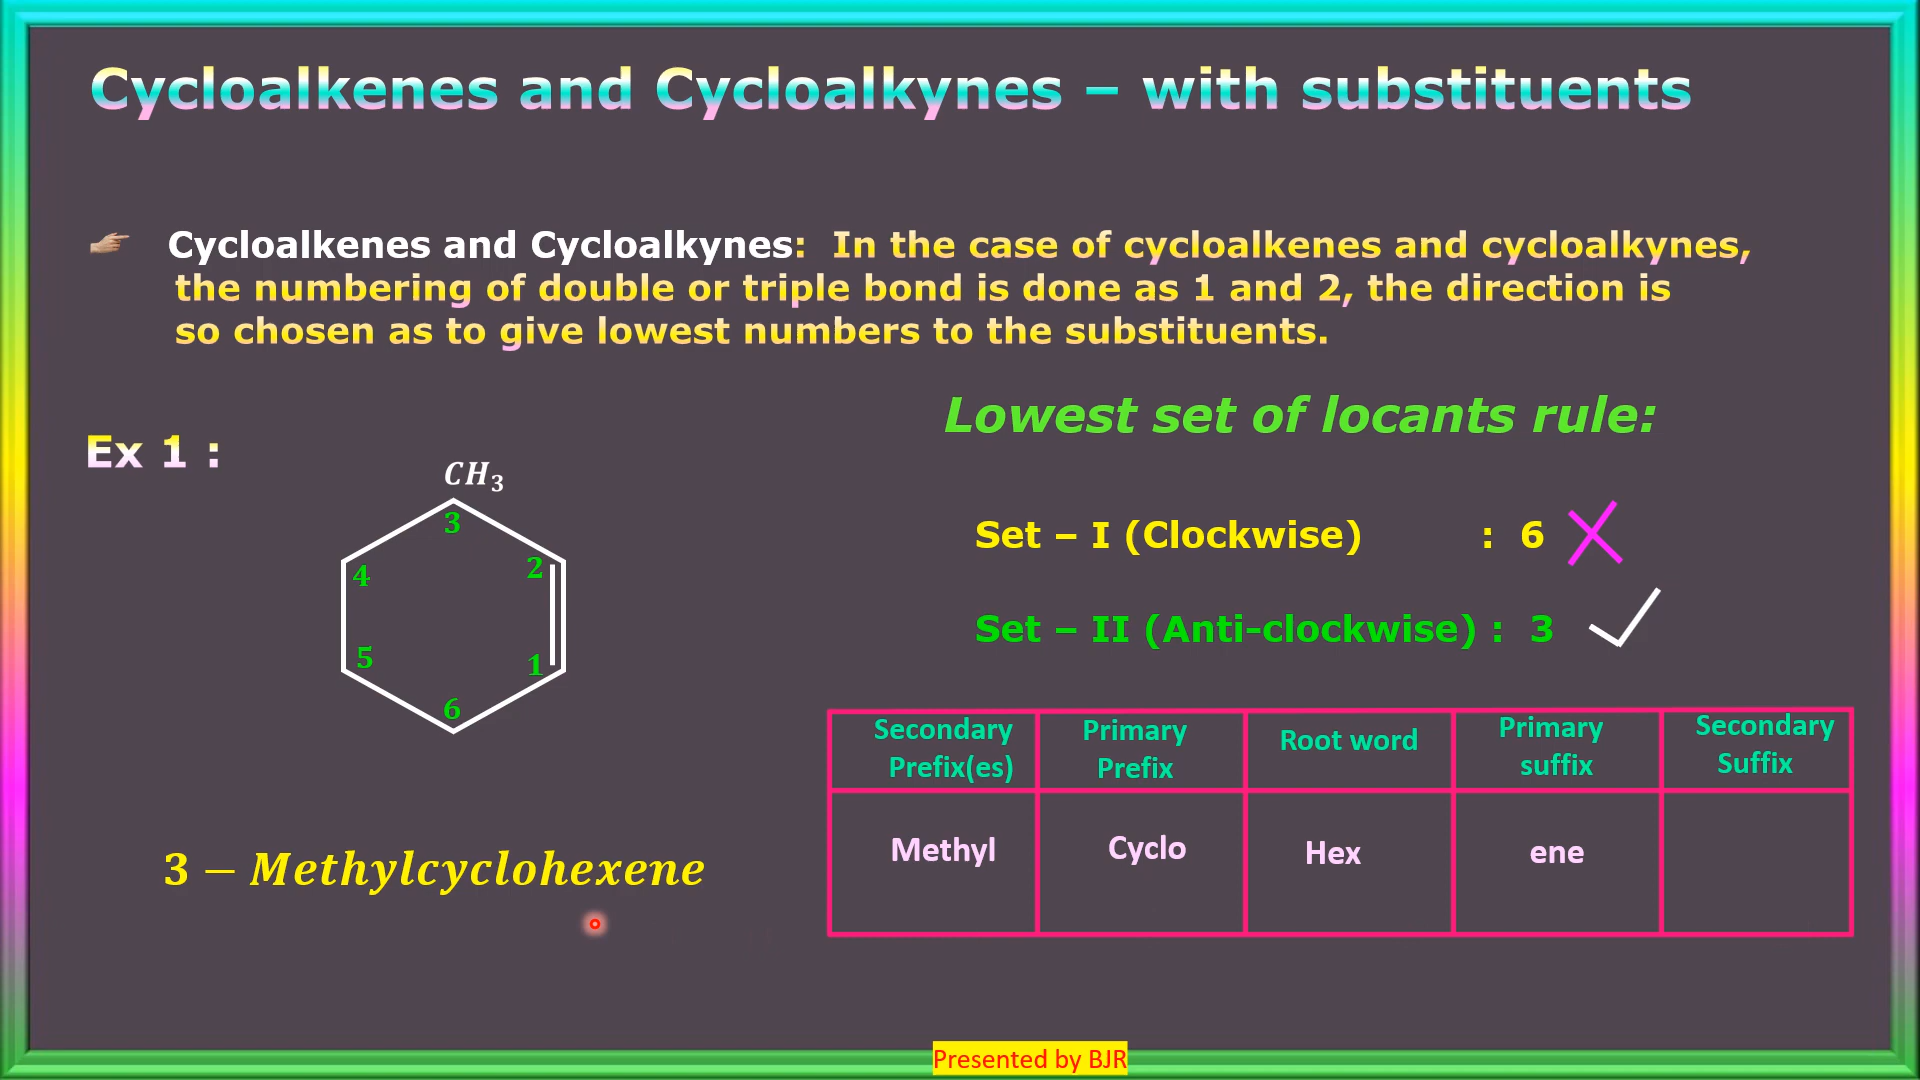 Cycloalkenes and Cycloalkynes – with substituents
Cycloalkenes and Cycloalkynes: In the case of cycloalkenes and cycloalkynes,
the numbering of double or triple bond is done as 1 and 2, the direction is
so chosen as to give lowest numbers to the substituents.
Lowest set of locants rule:
Ex 1 :
CH₃
3
2
4
5
1
6
Set – I (Clockwise) : 6
Set – II (Anti-clockwise) : 3
Secondary Prefix(es) Primary Prefix Root word Primary suffix Secondary Suffix
Methyl Cyclo Hex ene
3 – Methylcyclohexene
Presented by BJR